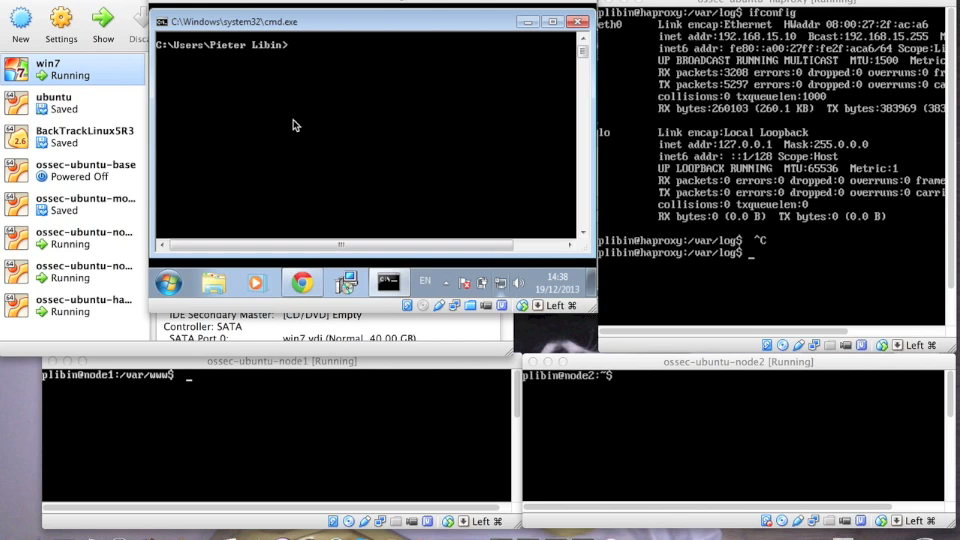 New
Settings
Show
win7
Running
ubuntu
Saved
BackTrackLinux5R3
Saved
ossec-ubuntu-base
Powered Off
ossec-ubuntu-mo...
Saved
ossec-ubuntu-no...
Running
ossec-ubuntu-no...
Running
ossec-ubuntu-ha...
Running
C:\Windows\system32\cmd.exe
C:\Users\Pieter Libin>
EN
14:38
19/12/2013
Left ⌘
IDE Secondary Master: [CD/DVD] Empty
Controller: SATA
SATA Port 0: win7.vdi (Normal, 40.00 GB)
plibin@haproxy:/var/log$ ifconfig
eth0 Link encap:Ethernet HWaddr 08:00:27:2f:ac:a6
inet addr:192.168.15.10 Bcast:192.168.15.255 Mas
inet6 addr: fe80::a00:27ff:fe2f:aca6/64 Scope:Li
UP BROADCAST RUNNING MULTICAST MTU:1500 Metric
RX packets:3208 errors:0 dropped:0 overruns:0 fr
TX packets:5297 errors:0 dropped:0 overruns:0 ca
collisions:0 txqueuelen:1000
RX bytes:260103 (260.1 KB) TX bytes:383969 (383
lo Link encap:Local Loopback
inet addr:127.0.0.1 Mask:255.0.0.0
inet6 addr: ::1/128 Scope:Host
UP LOOPBACK RUNNING MTU:65536 Metric:1
RX packets:0 errors:0 dropped:0 overruns:0 frame
TX packets:0 errors:0 dropped:0 overruns:0 carri
collisions:0 txqueuelen:0
RX bytes:0 (0.0 B) TX bytes:0 (0.0 B)
plibin@haproxy:/var/log$ ^C
plibin@haproxy:/var/log$ _
Left ⌘
ossec-ubuntu-node1 [Running]
plibin@node1:/var/www$ _
Left ⌘
ossec-ubuntu-node2 [Running]
plibin@node2:~$
Left ⌘